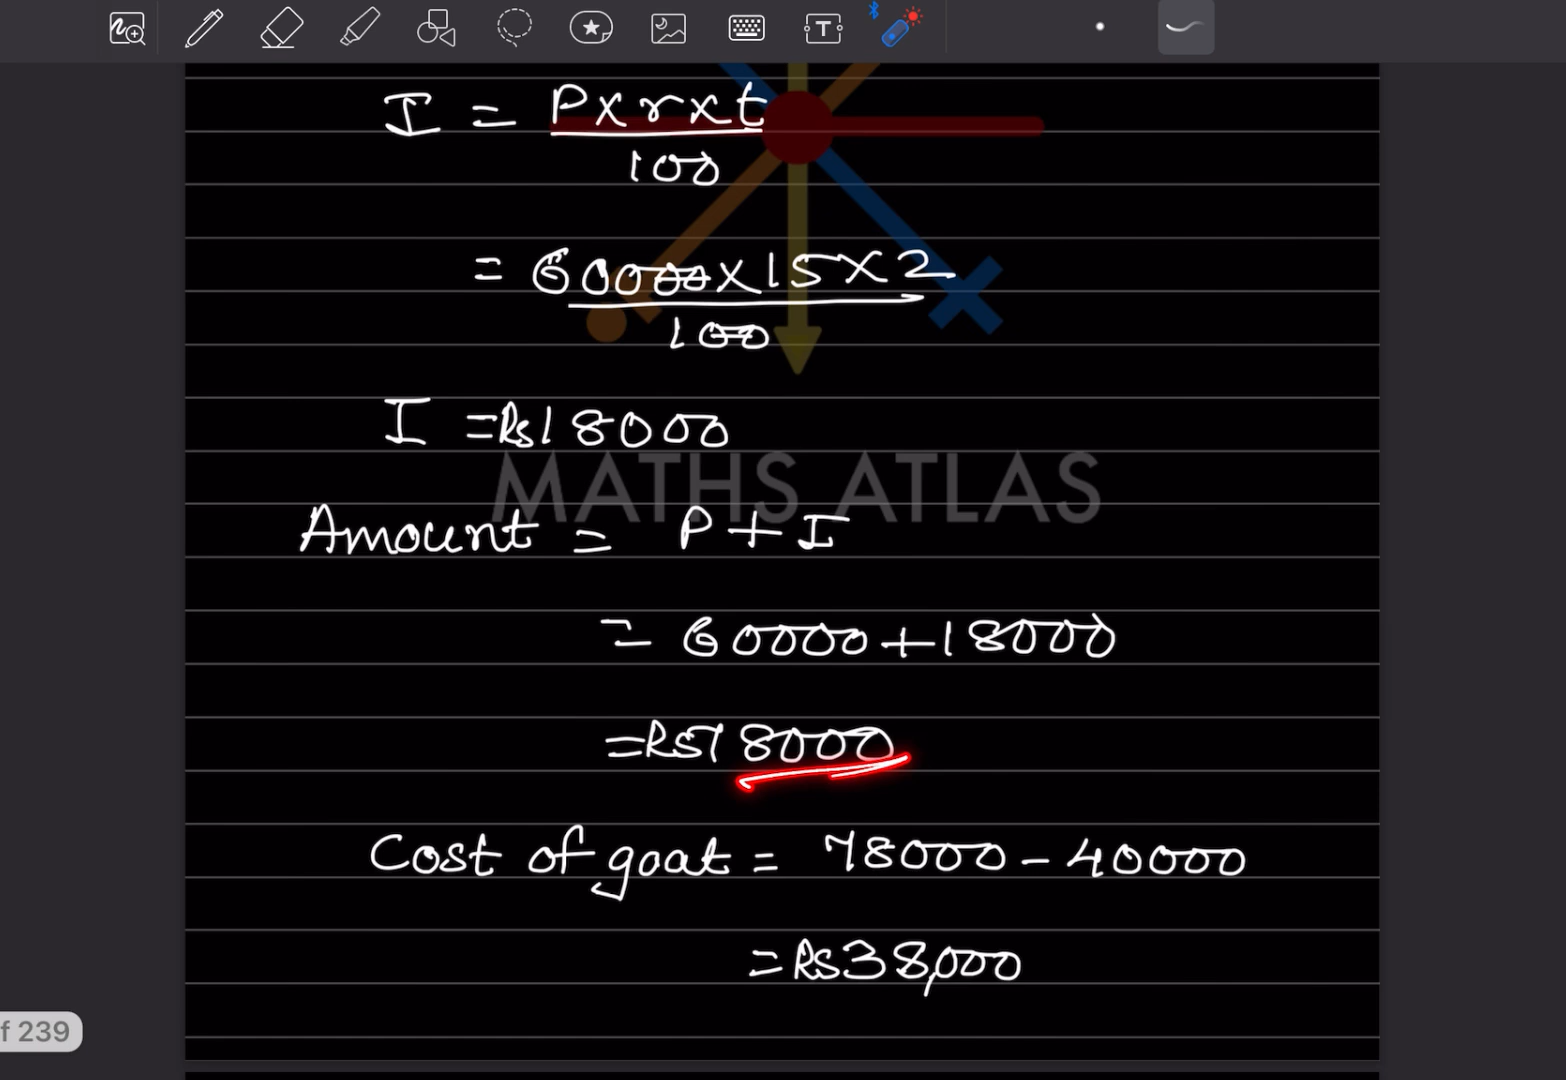 I = P×r×t
100
= 60000×15×2
100
I =Rs18000
MATHS ATLAS
Amount = P+I
= 60000+18000
=Rs78000
Cost of goat = 78000-40000
=Rs38,000
f 239